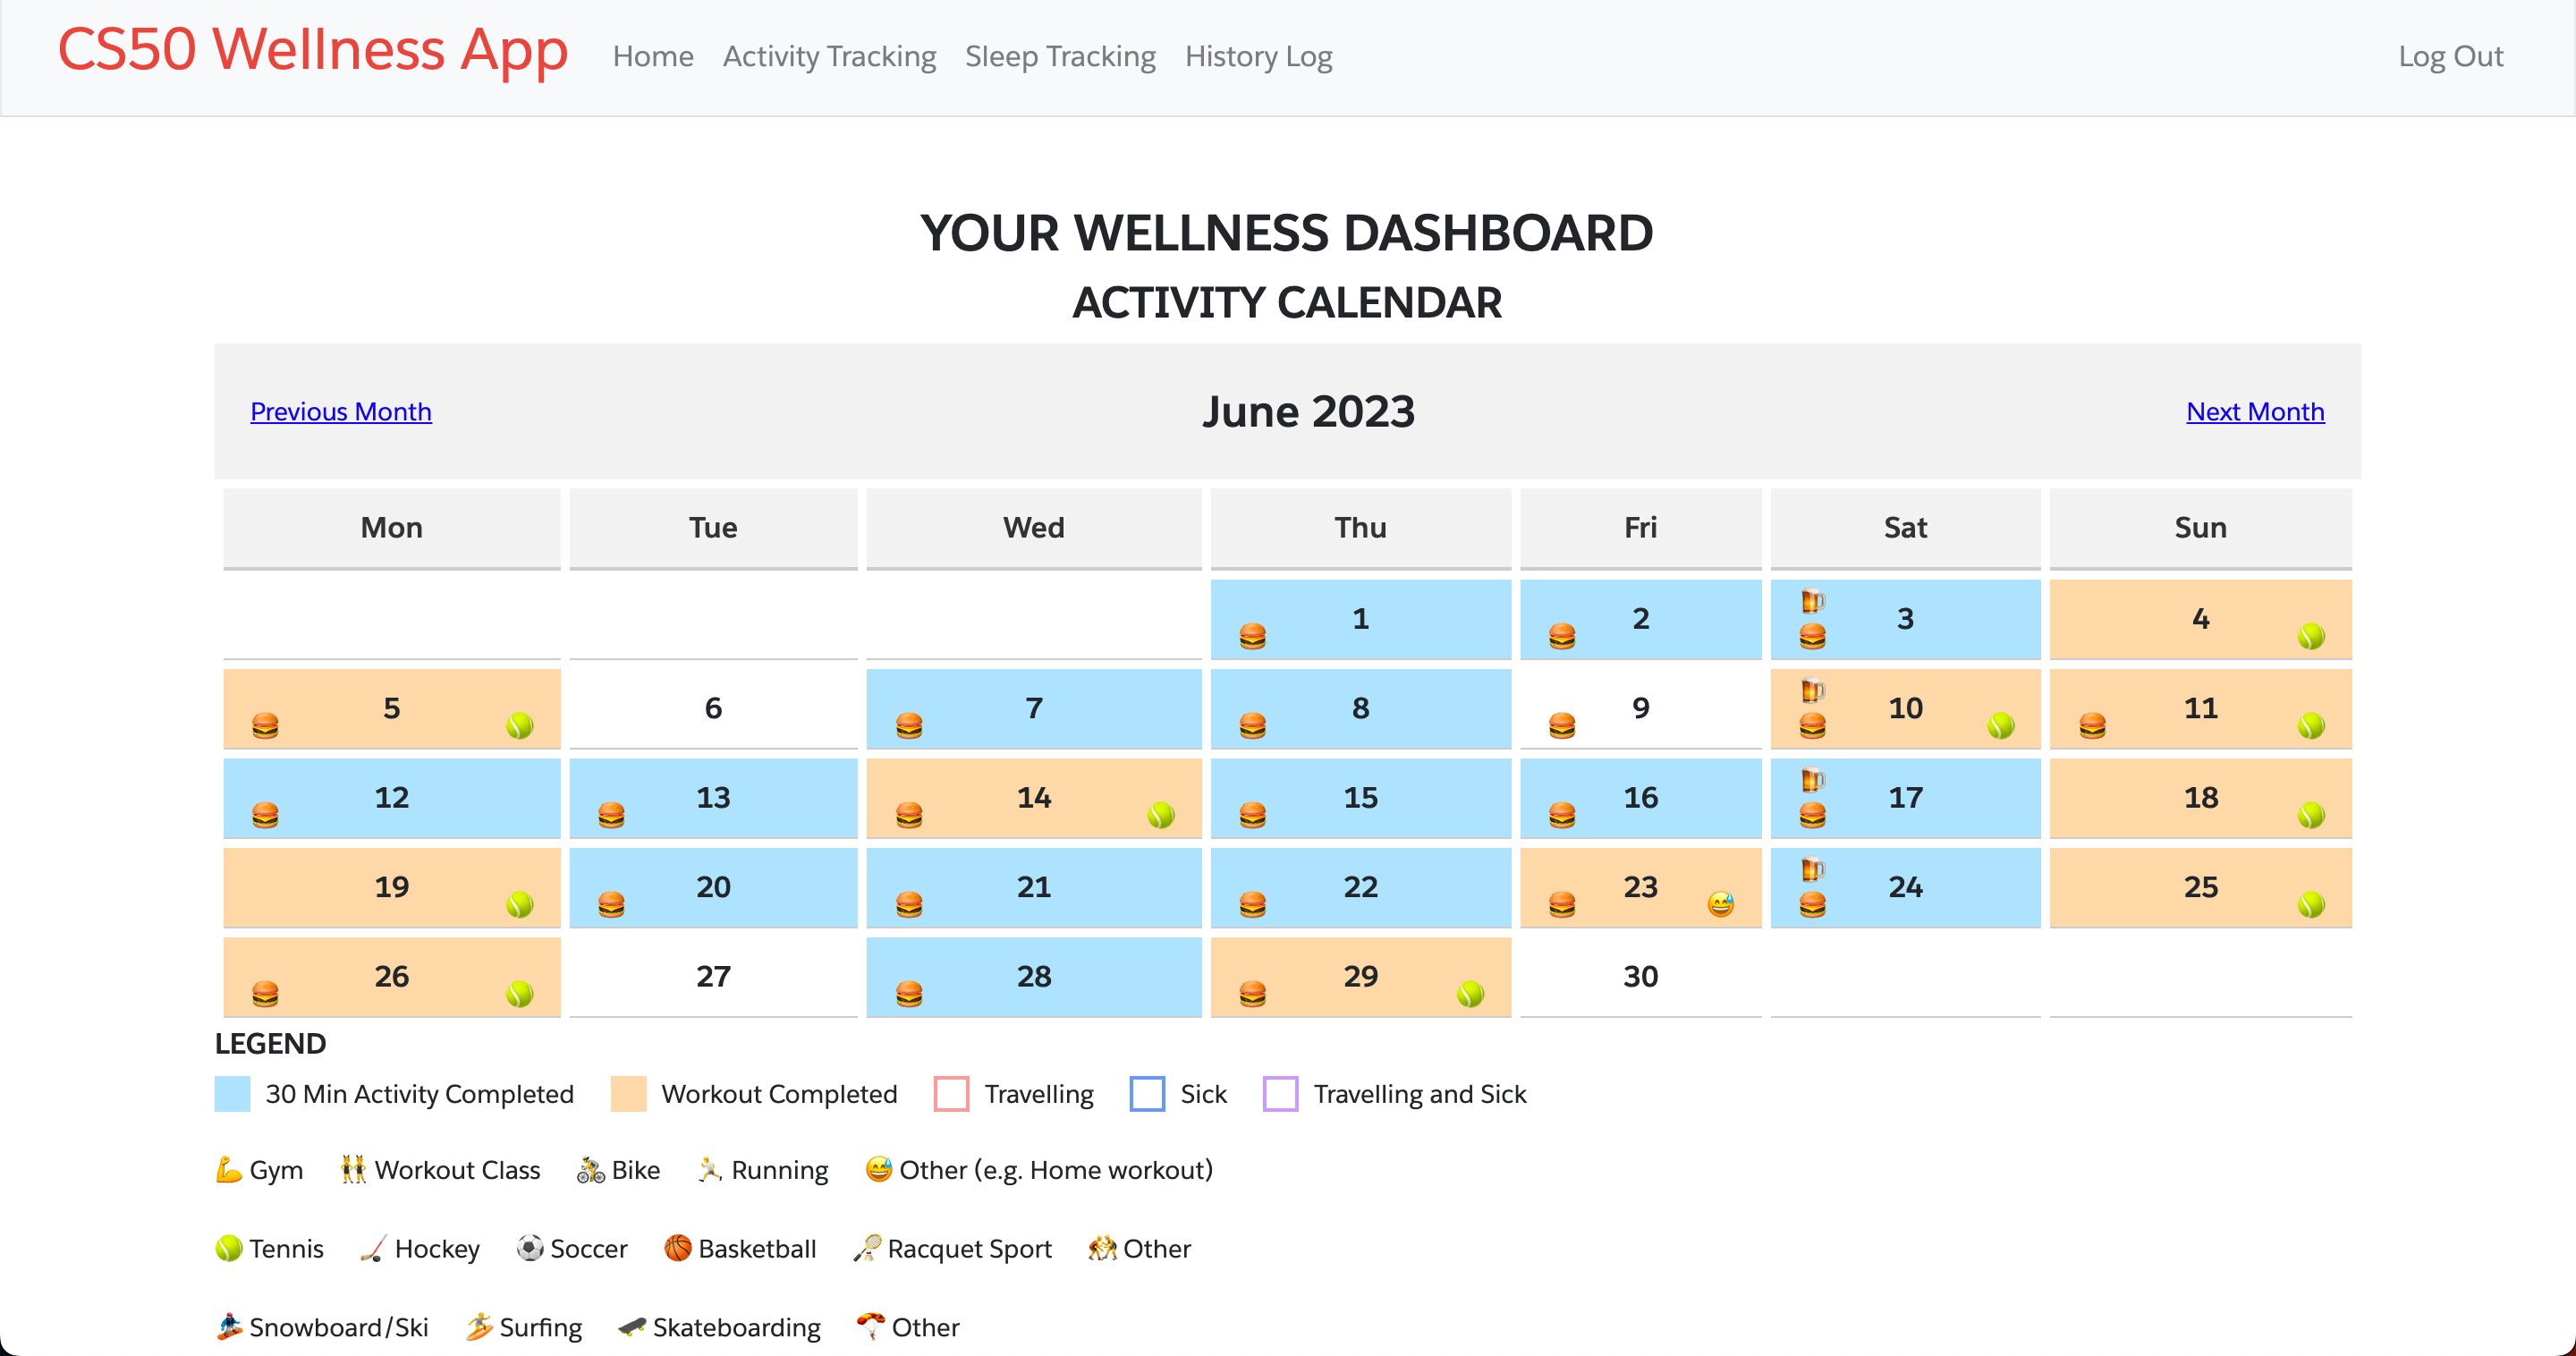 CS50 Wellness App Home Activity Tracking Sleep Tracking History Log Log Out
YOUR WELLNESS DASHBOARD
ACTIVITY CALENDAR
Previous Month June 2023 Next Month
Mon Tue Wed Thu Fri Sat Sun
1 2 3 4
5 6 7 8 9 10 11
12 13 14 15 16 17 18
19 20 21 22 23 24 25
26 27 28 29 30
LEGEND
30 Min Activity Completed Workout Completed Travelling Sick Travelling and Sick
Gym Workout Class Bike Running Other (e.g. Home workout)
Tennis Hockey Soccer Basketball Racquet Sport Other
Snowboard/Ski Surfing Skateboarding Other